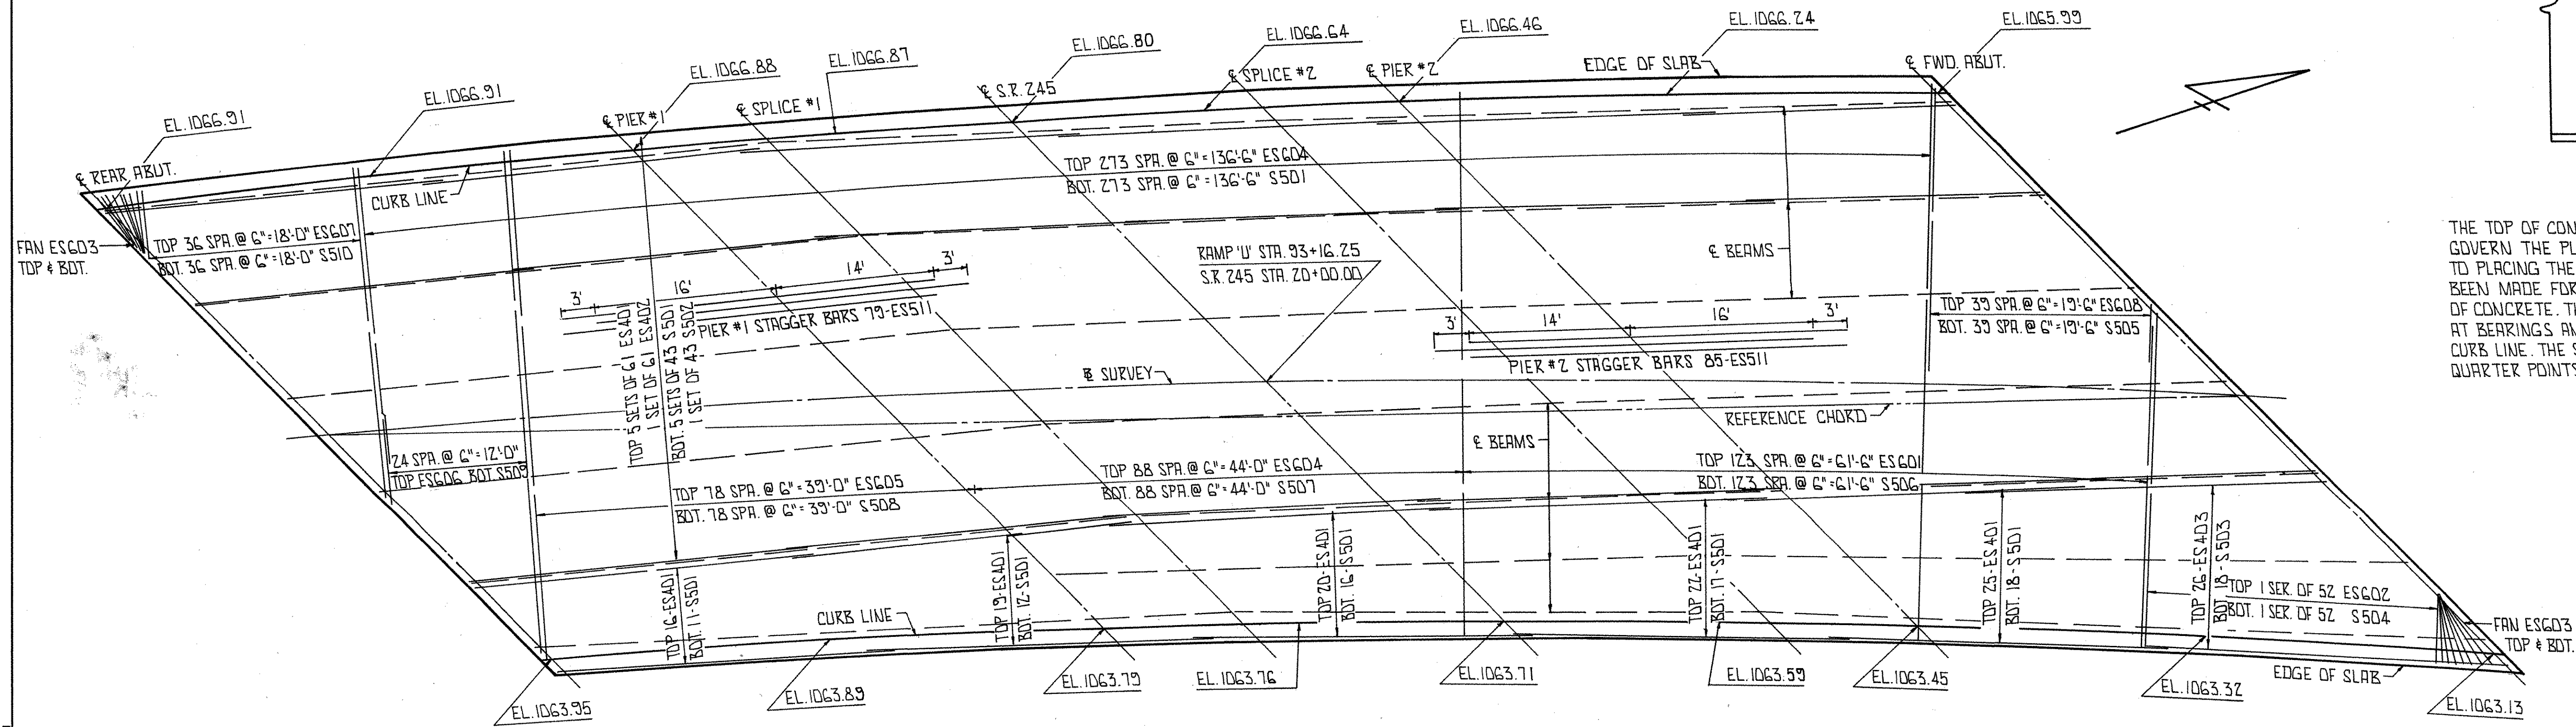 EL.1066.91
EL.1066.91
EL.1066.88
EL.1066.87
EL.1066.80
EL.1066.64
EL.1066.46
EL.1066.24
EL.1065.99
℄ REAR ABUT.
℄ PIER #1
℄ SPLICE #1
℄ S.R. 245
℄ SPLICE #2
℄ PIER #2
EDGE OF SLAB
℄ FWD. ABUT.
CURB LINE
FAN ES603
TOP & BOT.
TOP 36 SPA. @ 6"=18'-0" ES607
BOT. 36 SPA. @ 6"=18'-0" S510
TOP 273 SPA. @ 6"=136'-6" ES604
BOT. 273 SPA. @ 6"=136'-6" S501
RAMP 'U' STA. 93+16.25
S.R. 245 STA. 20+00.00
℄ BEAMS
3'
16'
14'
3'
PIER #1 STAGGER BARS 79-ES511
TOP 5 SETS OF 61 ES401
1 SET OF 61 ES402
BOT. 5 SETS OF 43 S501
1 SET OF 43 S502
3'
14'
16'
3'
PIER #2 STAGGER BARS 85-ES511
TOP 39 SPA. @ 6"=19'-6" ES608
BOT. 39 SPA. @ 6"=19'-6" S505
THE TOP OF CON
GOVERN THE PL
TO PLACING THE
BEEN MADE FOR
OF CONCRETE. TH
AT BEARINGS AN
CURB LINE. THE S
QUARTER POINTS
℄ SURVEY
REFERENCE CHORD
℄ BEAMS
24 SPA. @ 6"=12'-0"
TOP ES606 BOT. S509
TOP 78 SPA. @ 6"=39'-0" ES605
BOT. 78 SPA. @ 6"=39'-0" S508
TOP 88 SPA. @ 6"=44'-0" ES604
BOT. 88 SPA. @ 6"=44'-0" S507
TOP 123 SPA. @ 6"=61'-6" ES601
BOT. 123 SPA. @ 6"=61'-6" S506
TOP 16-ES401
BOT. 11-S501
TOP 19-ES401
BOT. 12-S501
TOP 20-ES401
BOT. 16-S501
TOP 22-ES401
BOT. 17-S501
TOP 25-ES401
BOT. 18-S501
TOP 26-ES403
BOT. 18-S503
TOP 1 SER. OF 52 ES602
BOT. 1 SER. OF 52 S504
FAN ES603
TOP & BOT.
CURB LINE
EDGE OF SLAB
EL.1063.95
EL.1063.89
EL.1063.79
EL.1063.76
EL.1063.71
EL.1063.59
EL.1063.45
EL.1063.32
EL.1063.13